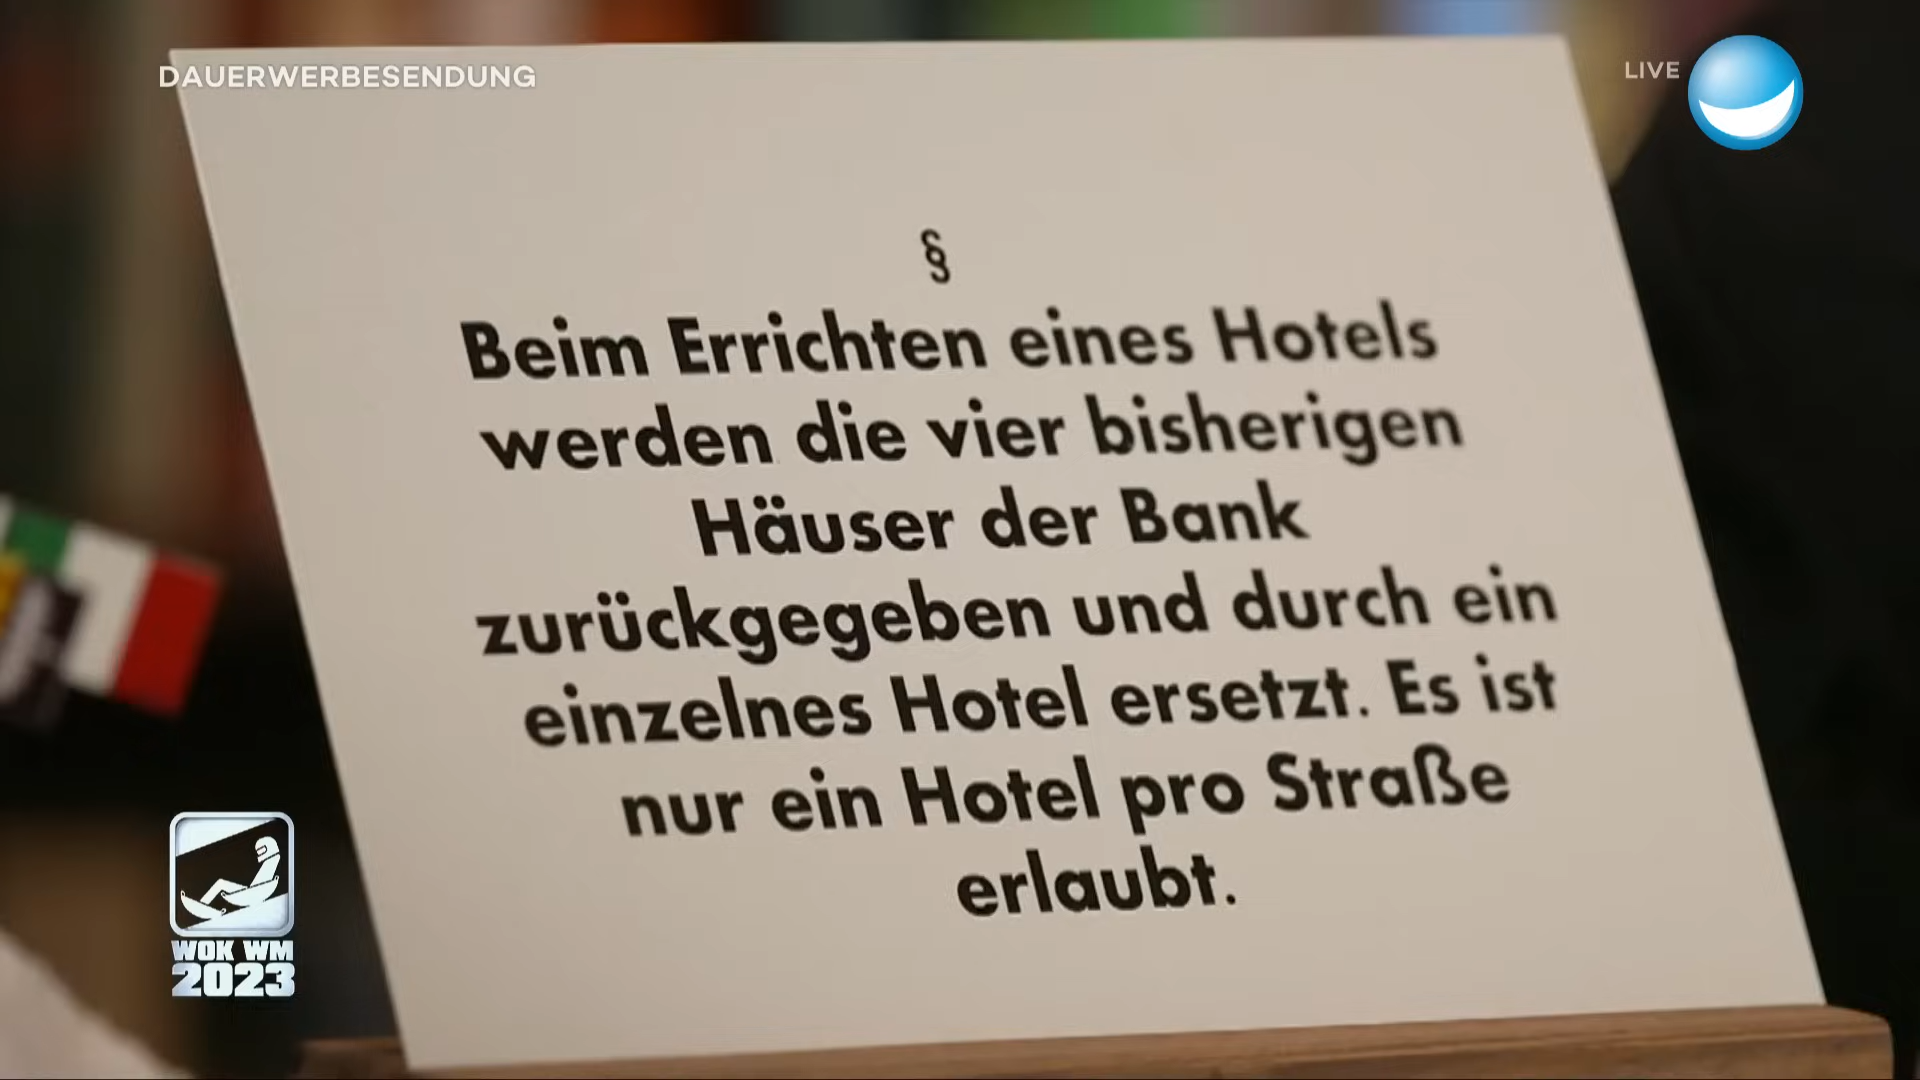 DAUERWERBESENDUNG
LIVE
§
Beim Errichten eines Hotels
werden die vier bisherigen
Häuser der Bank
zurückgegeben und durch ein
einzelnes Hotel ersetzt. Es ist
nur ein Hotel pro Straße
erlaubt.
WOK WM
2023